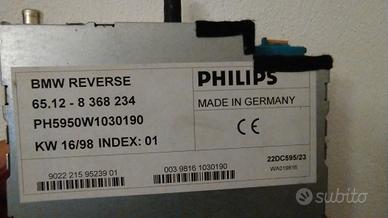 BMW REVERSE
65.12 - 8 368 234
PH5950W1030190
KW 16/98 INDEX: 01
PHILIPS
MADE IN GERMANY
CE
22DC595/23
WA219816
9022 215 95239 01
003 9816 1030190
subito